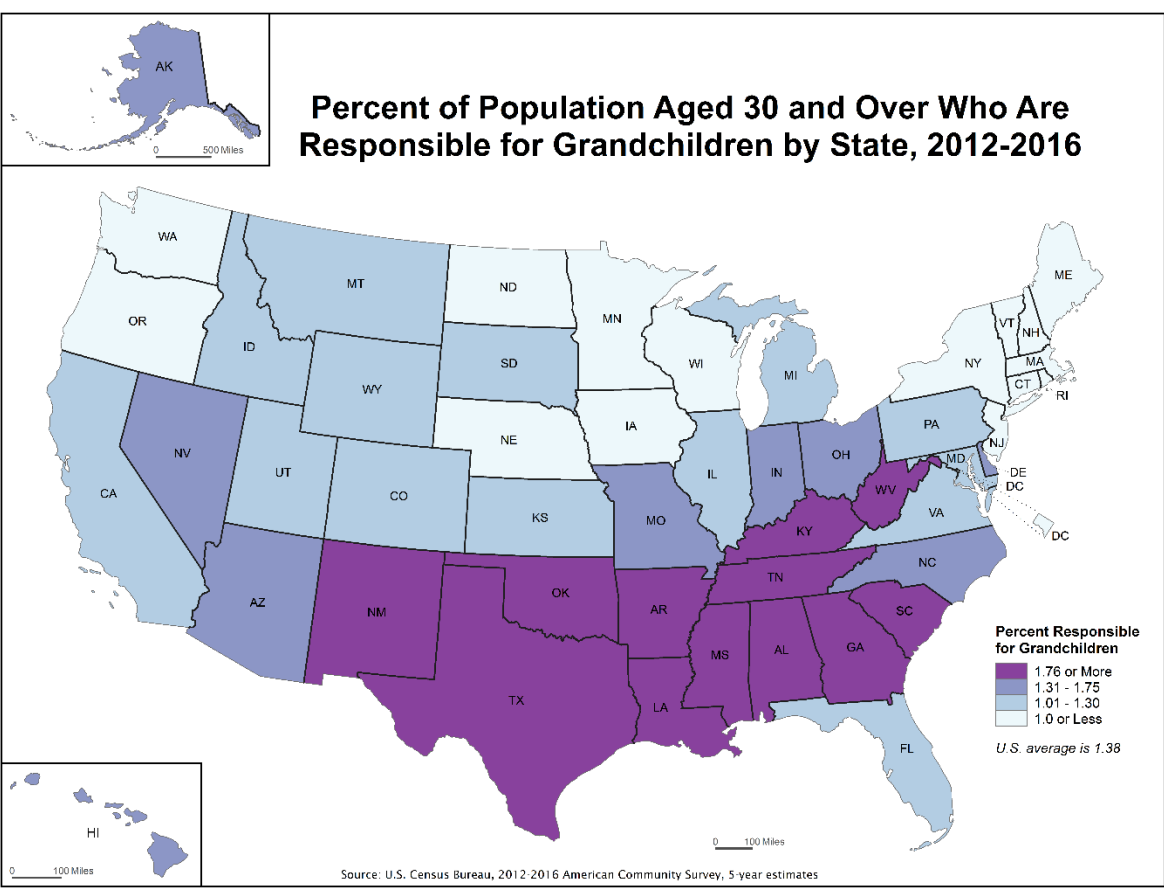 AK
0 500 Miles
Percent of Population Aged 30 and Over Who Are
Responsible for Grandchildren by State, 2012-2016
WA
MT
ND
MN
ME
OR
ID
SD
WI
VT
NH
NY
MA
CT
RI
WY
MI
NE
IA
PA
NJ
NV
UT
CO
IL
IN
OH
MD
DE
DC
CA
KS
MO
WV
VA
DC
KY
NC
AZ
NM
OK
AR
TN
SC
MS
AL
GA
TX
LA
FL
Percent Responsible
for Grandchildren
1.76 or More
1.31 - 1.75
1.01 - 1.30
1.0 or Less
U.S. average is 1.38
HI
0 100 Miles
0 100 Miles
Source: U.S. Census Bureau, 2012-2016 American Community Survey, 5-year estimates